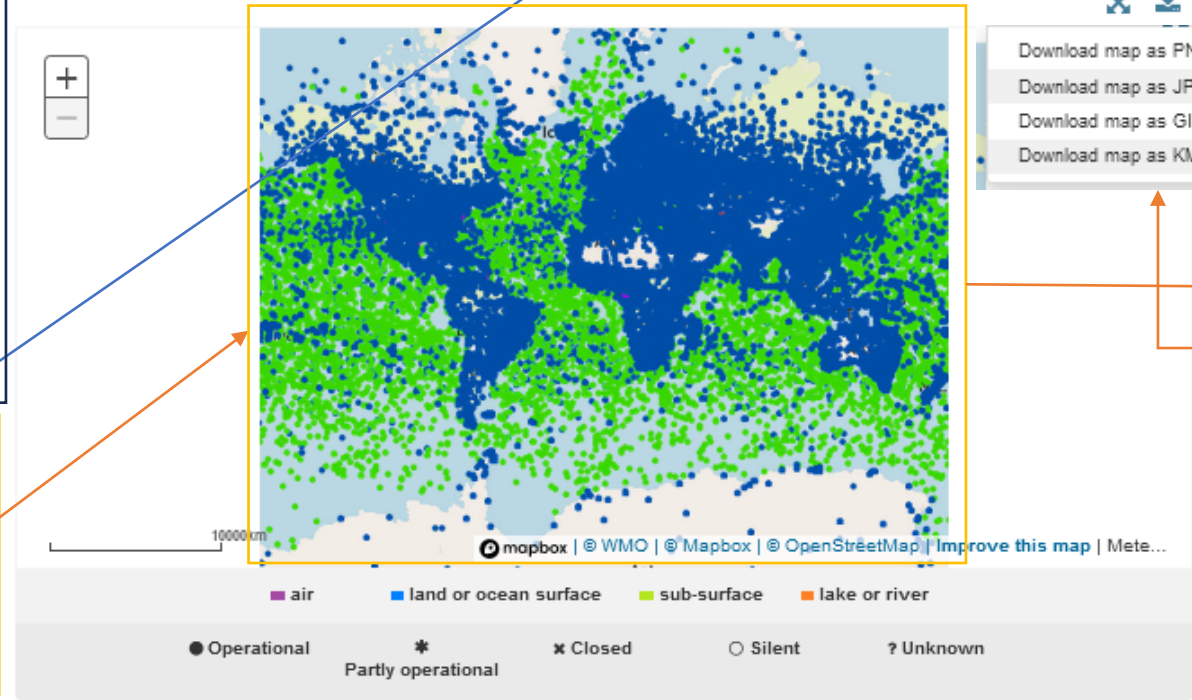 Download map as PN
Download map as JP
Download map as GI
Download map as KM
+
−
Ic
10000km
mapbox | © WMO | © Mapbox | © OpenStreetMap | Improve this map | Mete...
air land or ocean surface sub-surface lake or river
Operational Partly operational Closed Silent ? Unknown